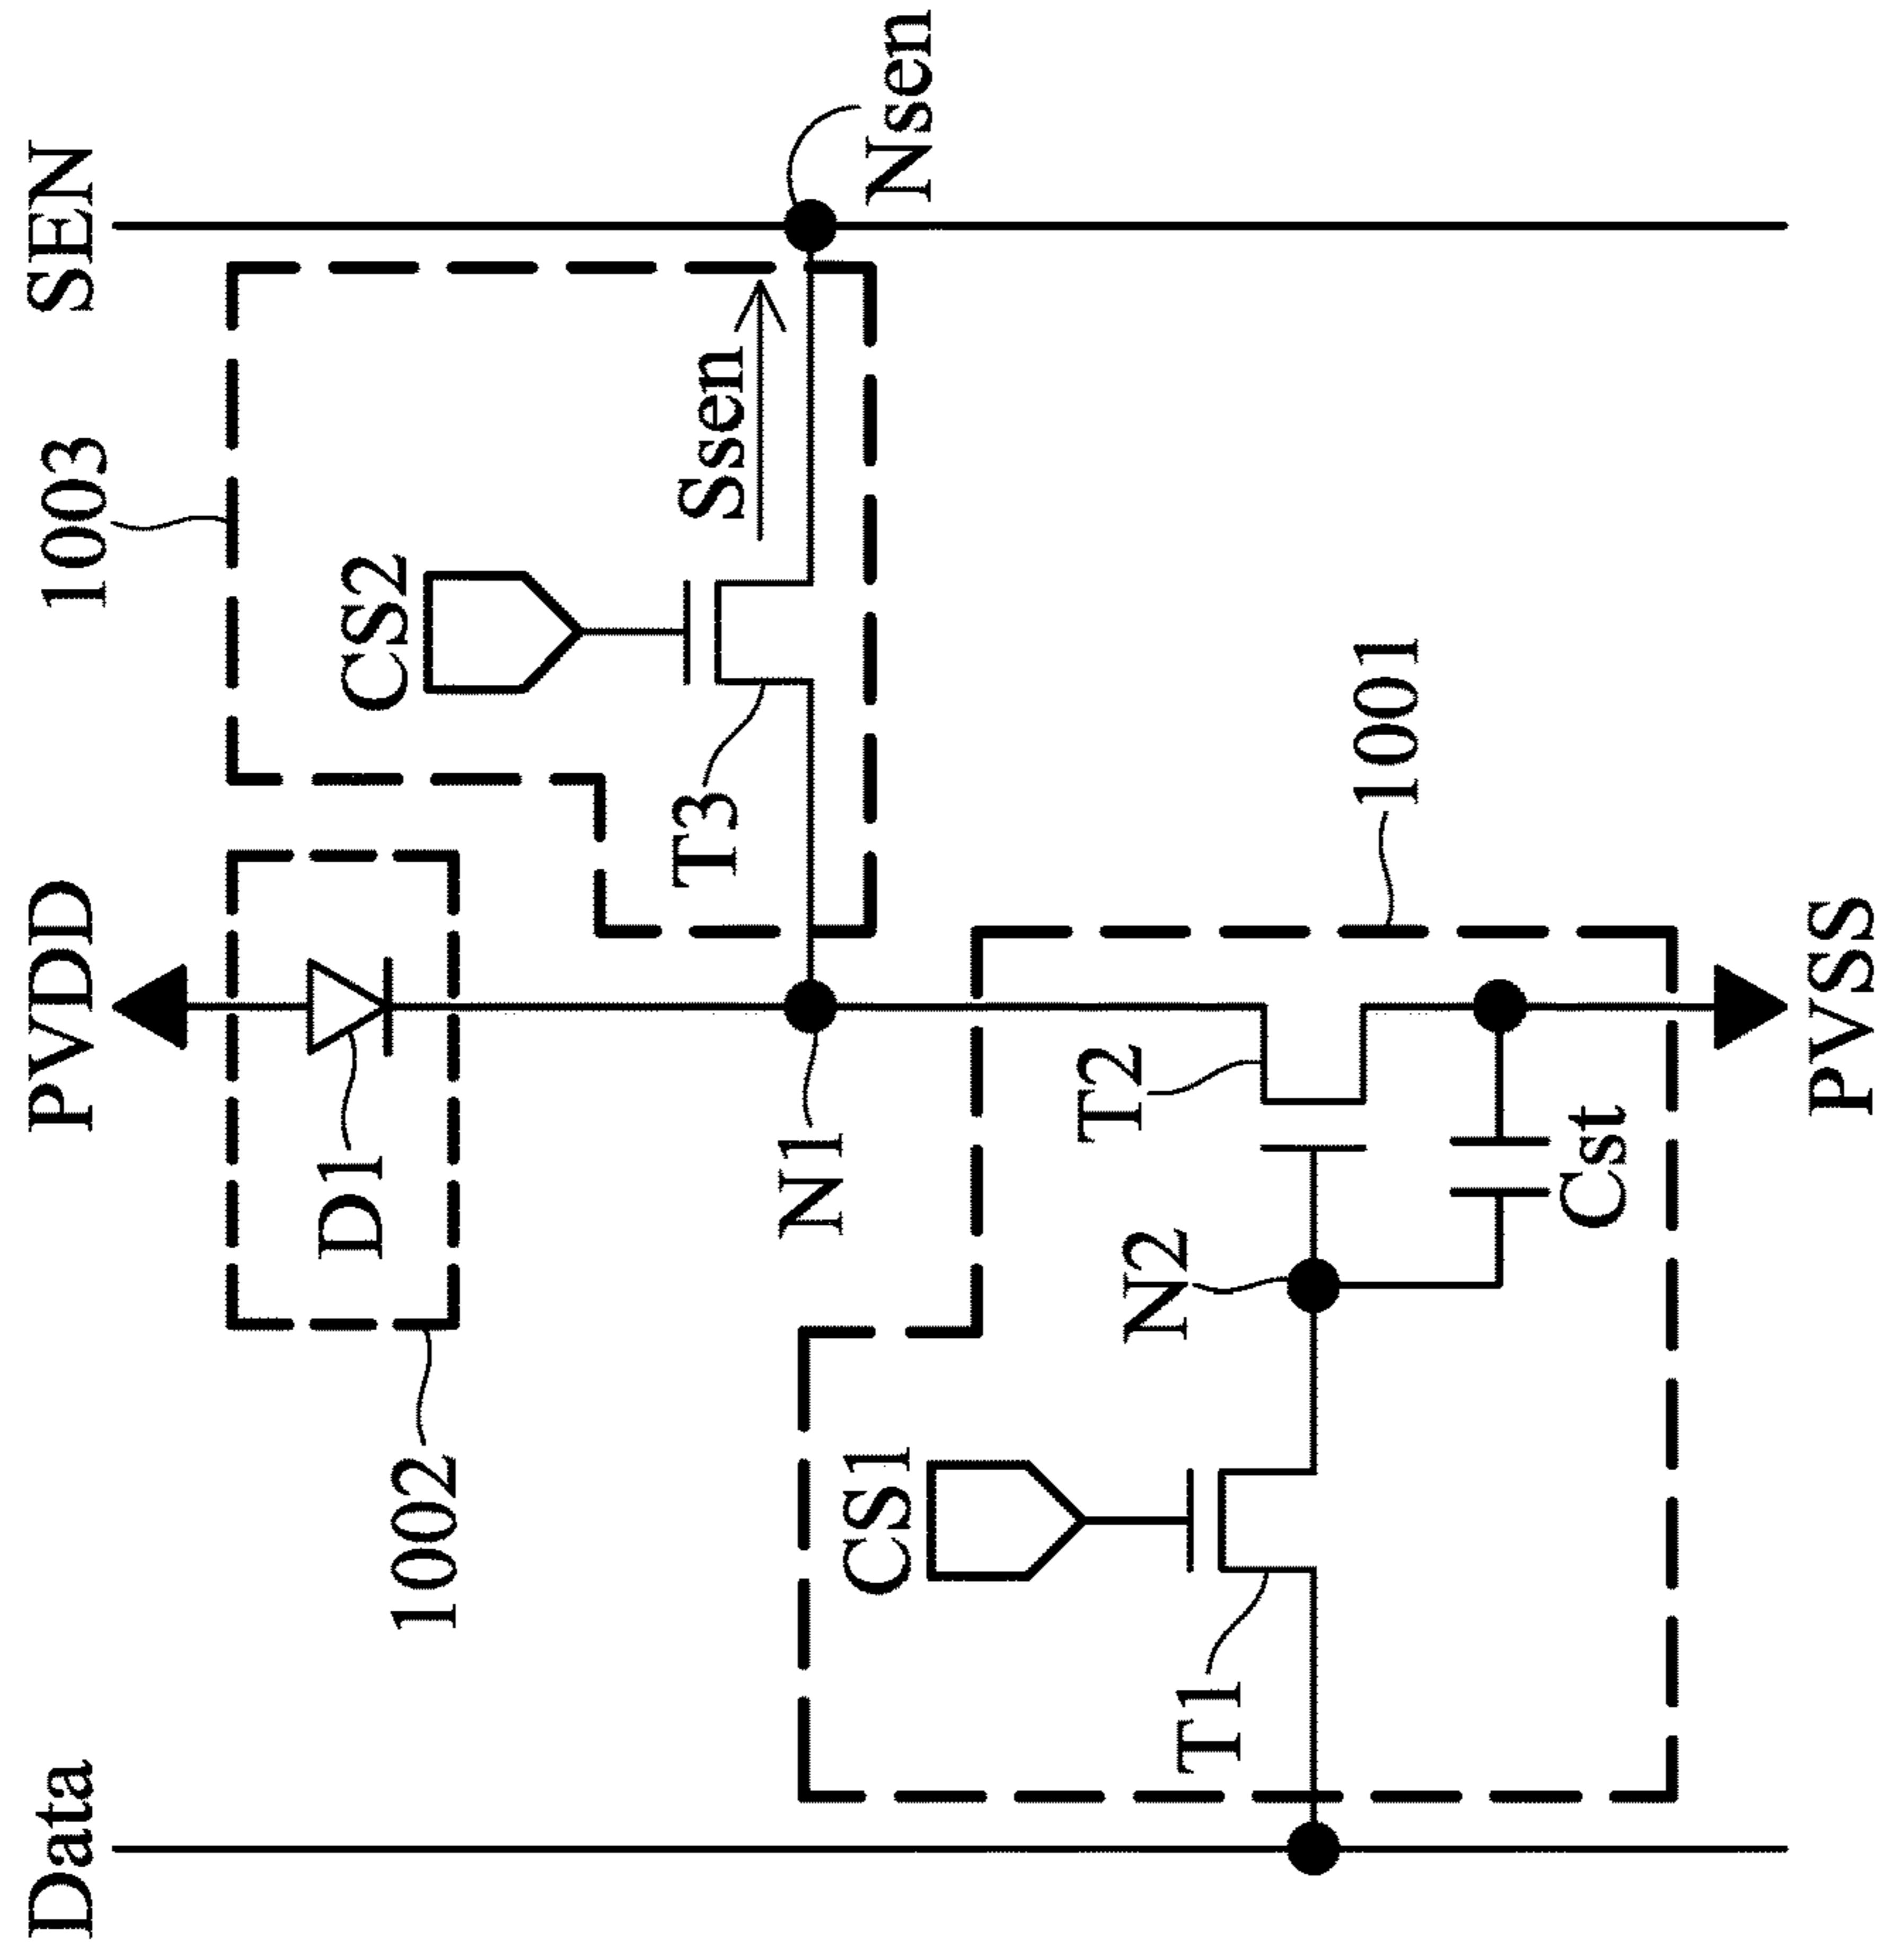 Data
PVDD
SEN
1003
1002
D1
CS2
T3
Ssen
Nsen
N1
CS1
T1
N2
T2
Cst
1001
PVSS